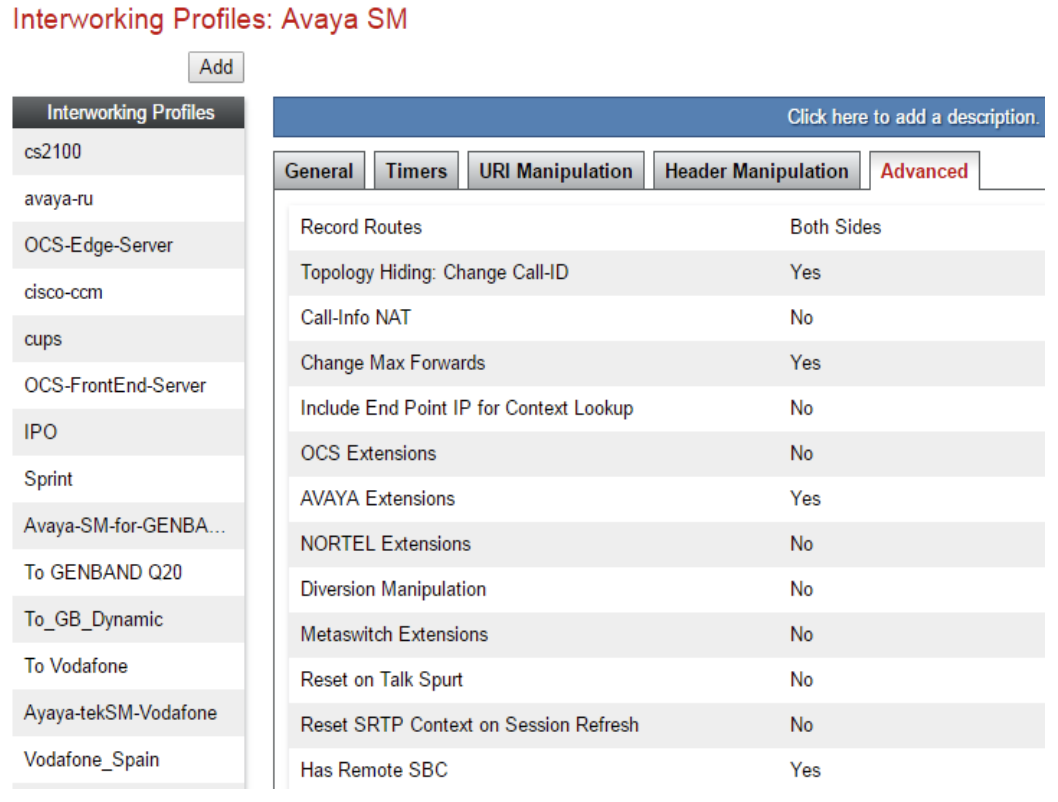 Interworking Profiles: Avaya SM
Add
Interworking Profiles
cs2100
avaya-ru
OCS-Edge-Server
cisco-ccm
cups
OCS-FrontEnd-Server
IPO
Sprint
Avaya-SM-for-GENBA...
To GENBAND Q20
To_GB_Dynamic
To Vodafone
Ayaya-tekSM-Vodafone
Vodafone_Spain
Click here to add a description.
General Timers URI Manipulation Header Manipulation Advanced
Record Routes Both Sides
Topology Hiding: Change Call-ID Yes
Call-Info NAT No
Change Max Forwards Yes
Include End Point IP for Context Lookup No
OCS Extensions No
AVAYA Extensions Yes
NORTEL Extensions No
Diversion Manipulation No
Metaswitch Extensions No
Reset on Talk Spurt No
Reset SRTP Context on Session Refresh No
Has Remote SBC Yes